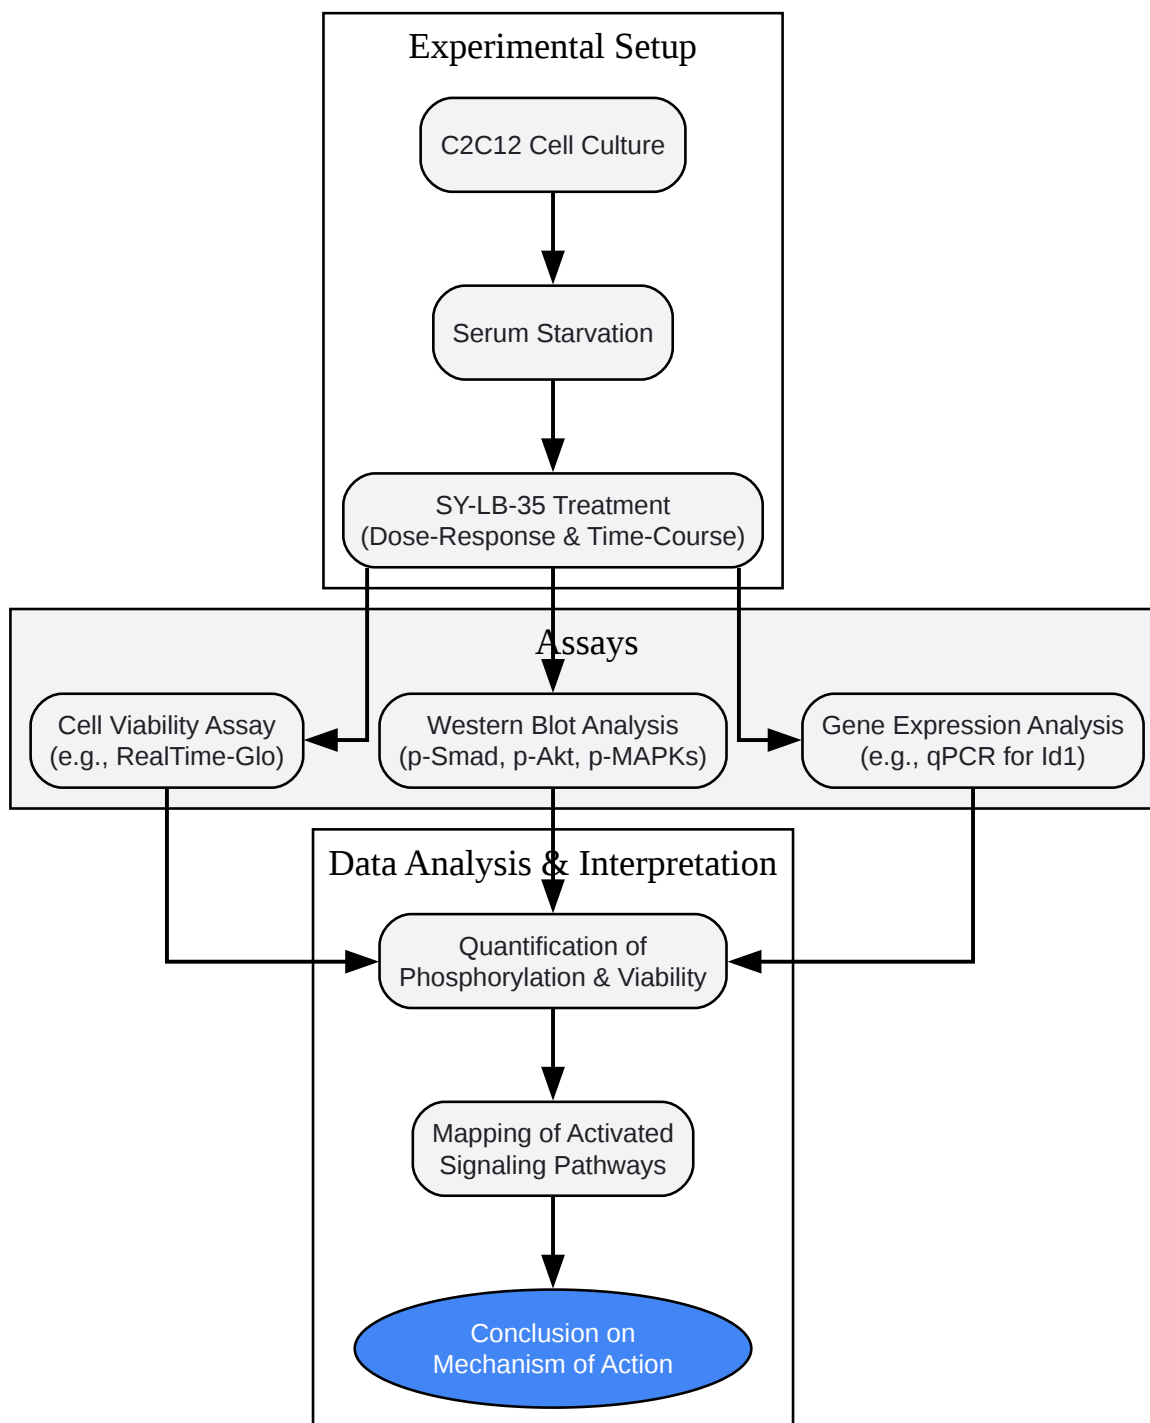 Experimental Setup
C2C12 Cell Culture
Serum Starvation
SY-LB-35 Treatment
(Dose-Response & Time-Course)
Assays
Cell Viability Assay
(e.g., RealTime-Glo)
Western Blot Analysis
(p-Smad, p-Akt, p-MAPKs)
Gene Expression Analysis
(e.g., qPCR for Id1)
Data Analysis & Interpretation
Quantification of
Phosphorylation & Viability
Mapping of Activated
Signaling Pathways
Conclusion on
Mechanism of Action